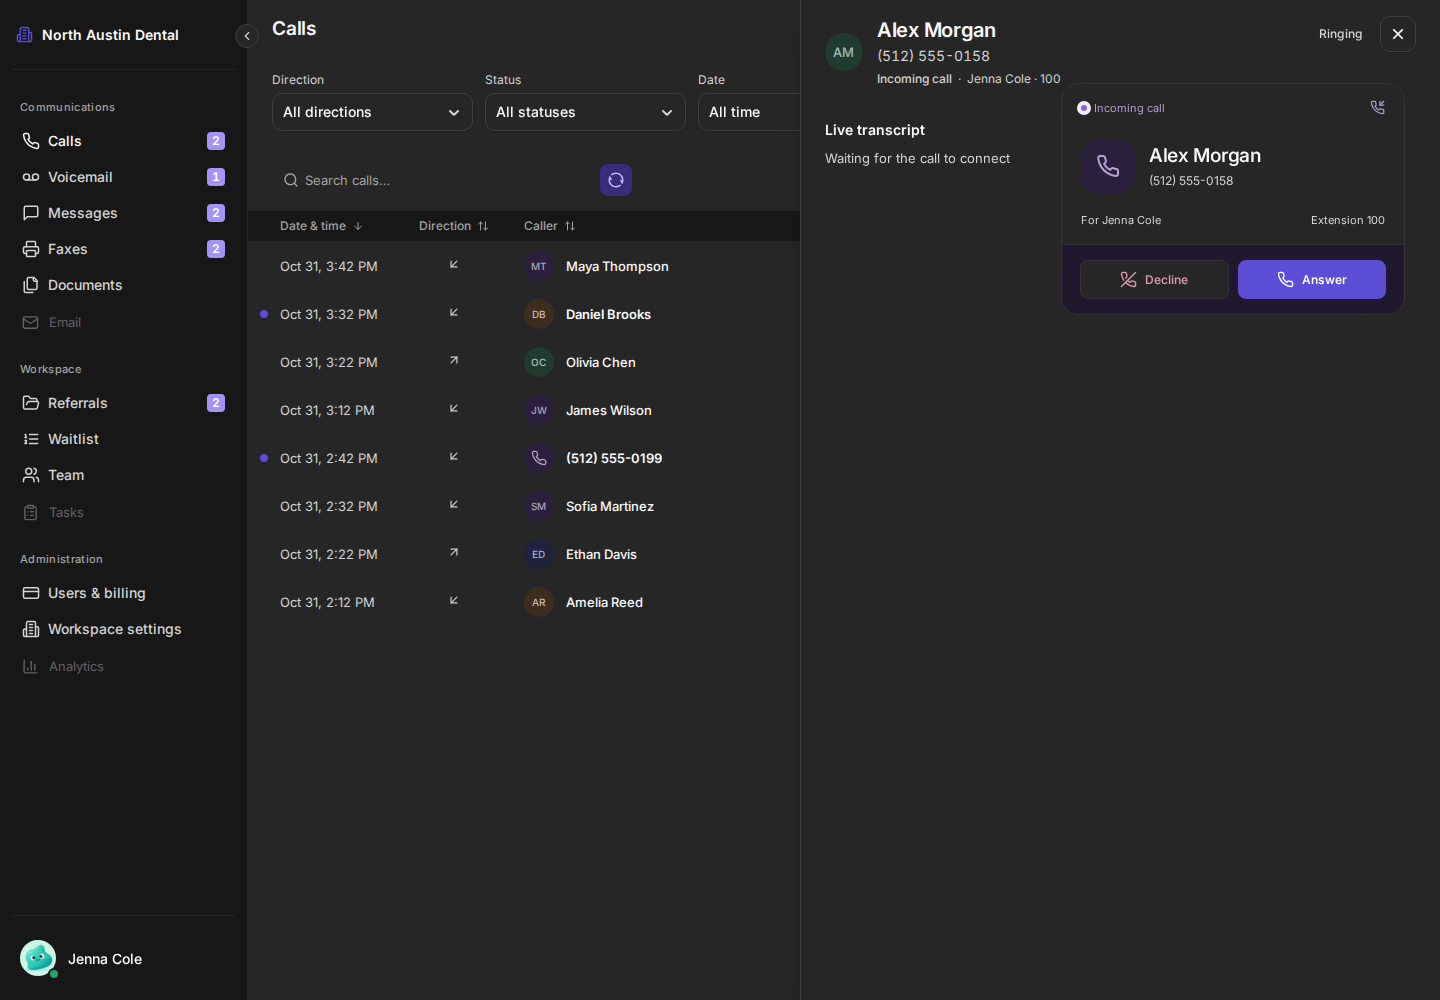 North Austin Dental
Communications
Calls 2
Voicemail 1
Messages 2
Faxes 2
Documents
Email
Workspace
Referrals 2
Waitlist
Team
Tasks
Administration
Users & billing
Workspace settings
Analytics
Jenna Cole
Calls
Direction
Status
Date
All directions
All statuses
All time
Search calls...
Date & time
Direction
Caller
Oct 31, 3:42 PM MT Maya Thompson
Oct 31, 3:32 PM DB Daniel Brooks
Oct 31, 3:22 PM OC Olivia Chen
Oct 31, 3:12 PM JW James Wilson
Oct 31, 2:42 PM (512) 555-0199
Oct 31, 2:32 PM SM Sofia Martinez
Oct 31, 2:22 PM ED Ethan Davis
Oct 31, 2:12 PM AR Amelia Reed
AM
Alex Morgan
(512) 555-0158
Incoming call · Jenna Cole · 100
Ringing
Live transcript
Waiting for the call to connect
Incoming call
Alex Morgan
(512) 555-0158
For Jenna Cole
Extension 100
Decline
Answer